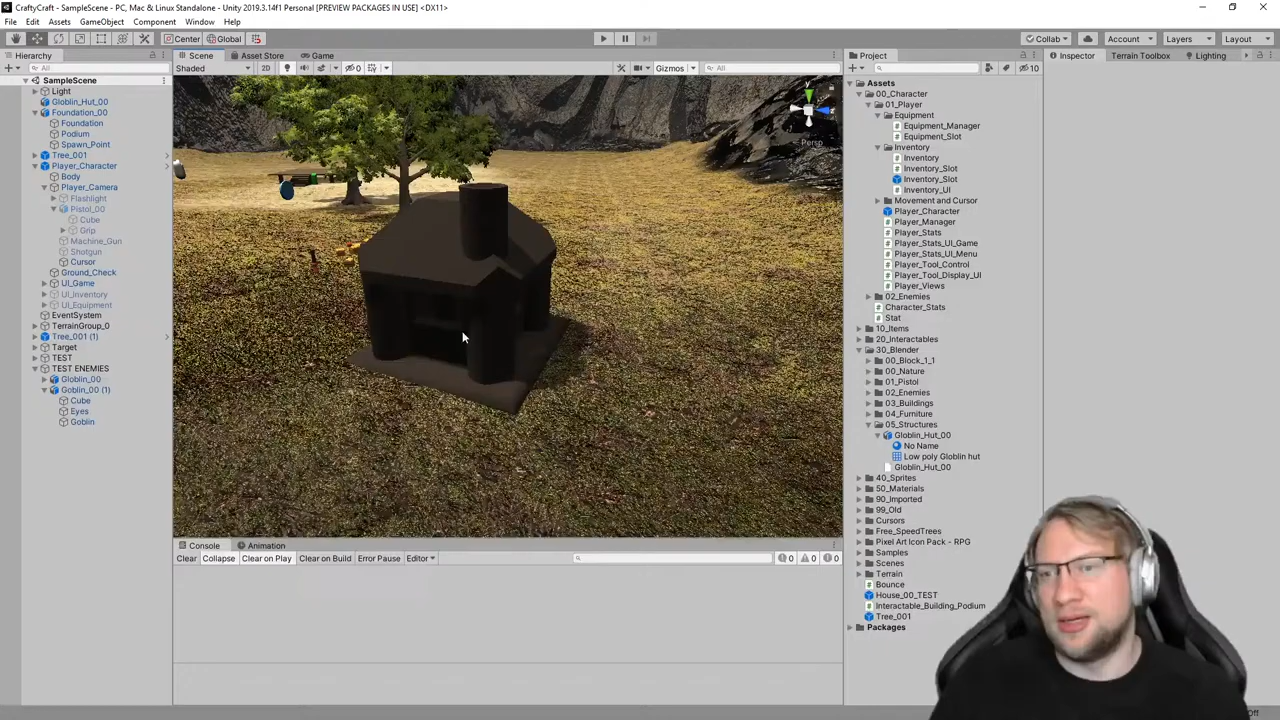 CraftyCraft - SampleScene - PC, Mac & Linux Standalone - Unity 2019.3.14f1 Personal [PREVIEW PACKAGES IN USE] <DX11>
File Edit Assets GameObject Component Window Help
Center Global Collab Account Layers Layout
Hierarchy
All
SampleScene
Light
Globlin_Hut_00
Foundation_00
Foundation
Podium
Spawn_Point
Tree_001
Player_Character
Body
Player_Camera
Flashlight
Pistol_00
Cube
Grip
Machine_Gun
Shotgun
Cursor
Ground_Check
UI_Game
UI_Inventory
UI_Equipment
EventSystem
TerrainGroup_0
Tree_001 (1)
Target
TEST
TEST ENEMIES
Globlin_00
Goblin_00 (1)
Cube
Eyes
Goblin
Scene Asset Store Game
Shaded 2D 0 Gizmos All
y
Persp
Console Animation
Clear Collapse Clear on Play Clear on Build Error Pause Editor 0 0 0
Project
10
Assets
00_Character
01_Player
Equipment
Equipment_Manager
Equipment_Slot
Inventory
Inventory
Inventory_Slot
Inventory_Slot
Inventory_UI
Movement and Cursor
Player_Character
Player_Manager
Player_Stats
Player_Stats_UI_Game
Player_Stats_UI_Menu
Player_Tool_Control
Player_Tool_Display_UI
Player_Views
02_Enemies
Character_Stats
Stat
10_Items
20_Interactables
30_Blender
00_Block_1_1
00_Nature
01_Pistol
02_Enemies
03_Buildings
04_Furniture
05_Structures
Globlin_Hut_00
No Name
Low poly Globlin hut
Globlin_Hut_00
40_Sprites
50_Materials
90_Imported
99_Old
Cursors
Free_SpeedTrees
Pixel Art Icon Pack - RPG
Samples
Scenes
Terrain
Bounce
House_00_TEST
Interactable_Building_Podium
Tree_001
Packages
Inspector Terrain Toolbox Lighting